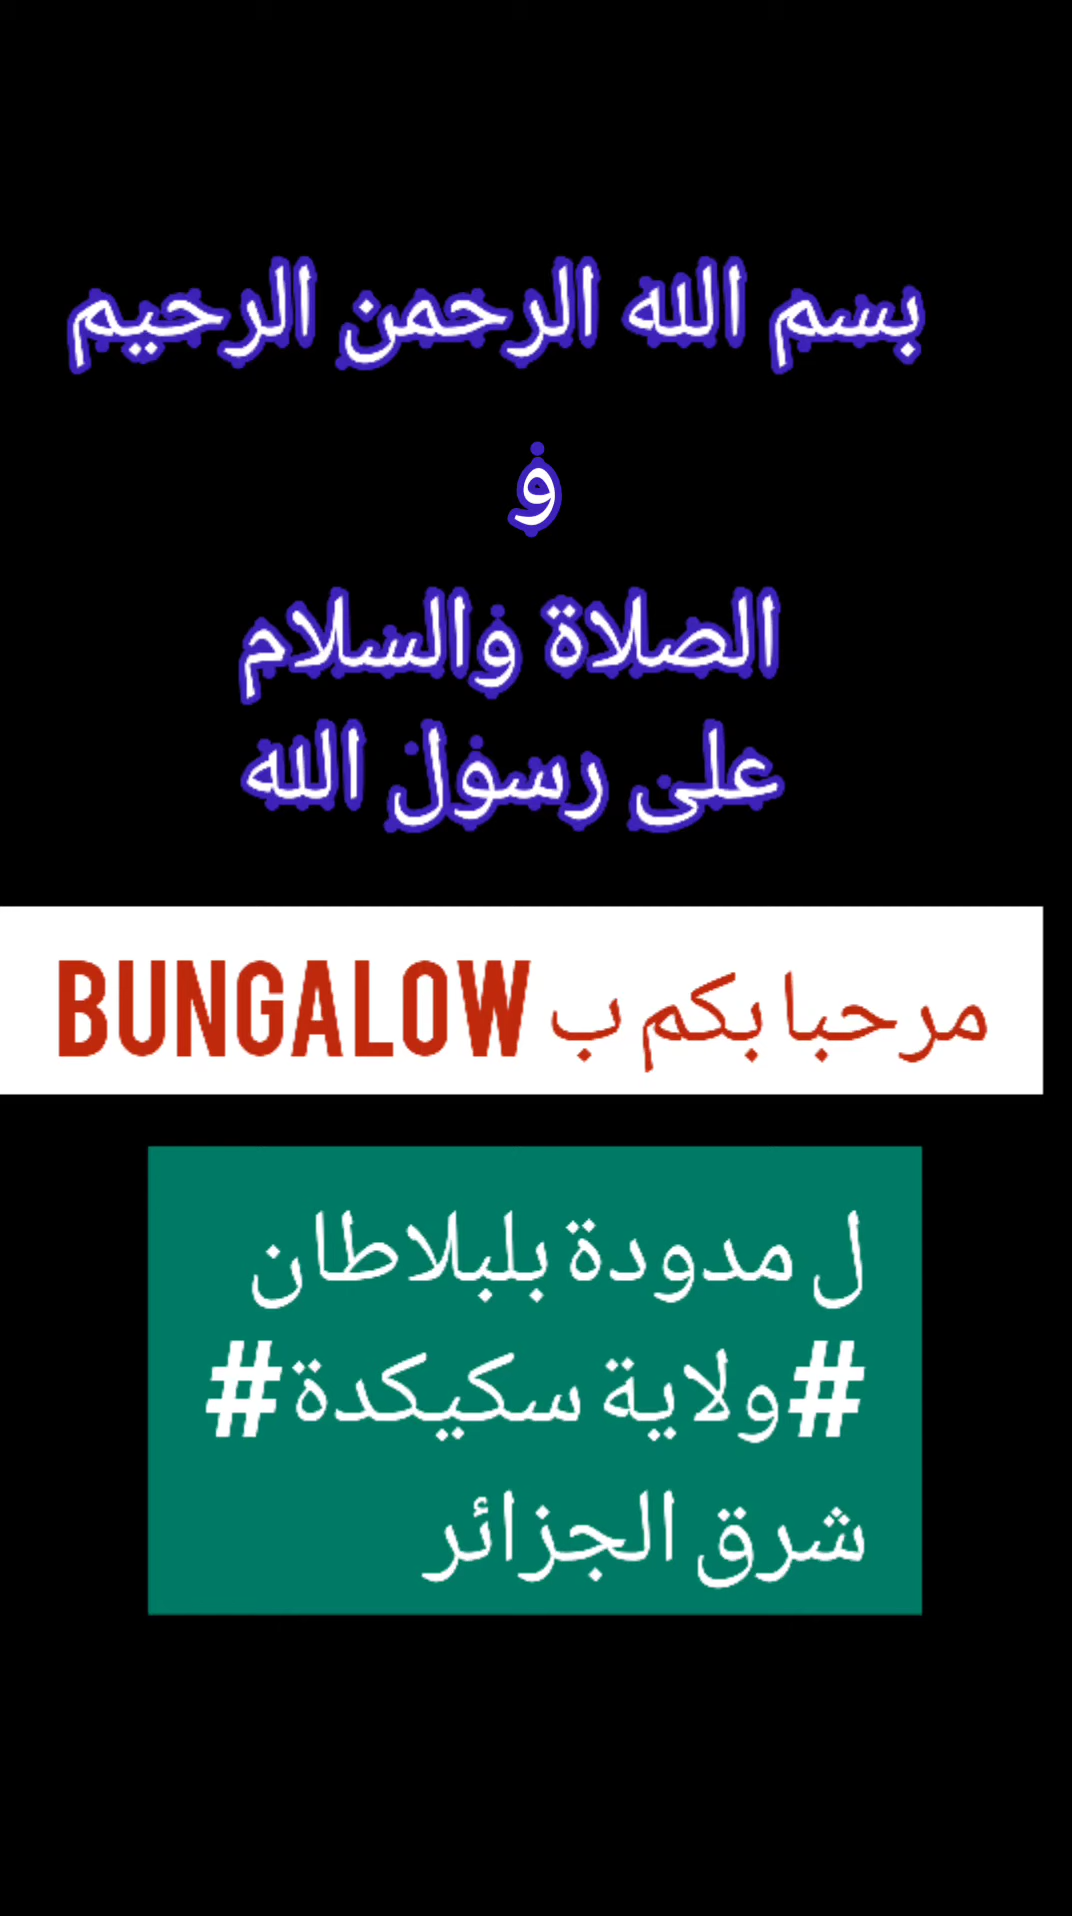 بسم الله الرحمن الرحيم
و
الصلاة والسلام
على رسول الله
مرحبا بكم ب BUNGALOW
ل مدودة بلبلاطان
#ولاية سكيكدة#
شرق الجزائر